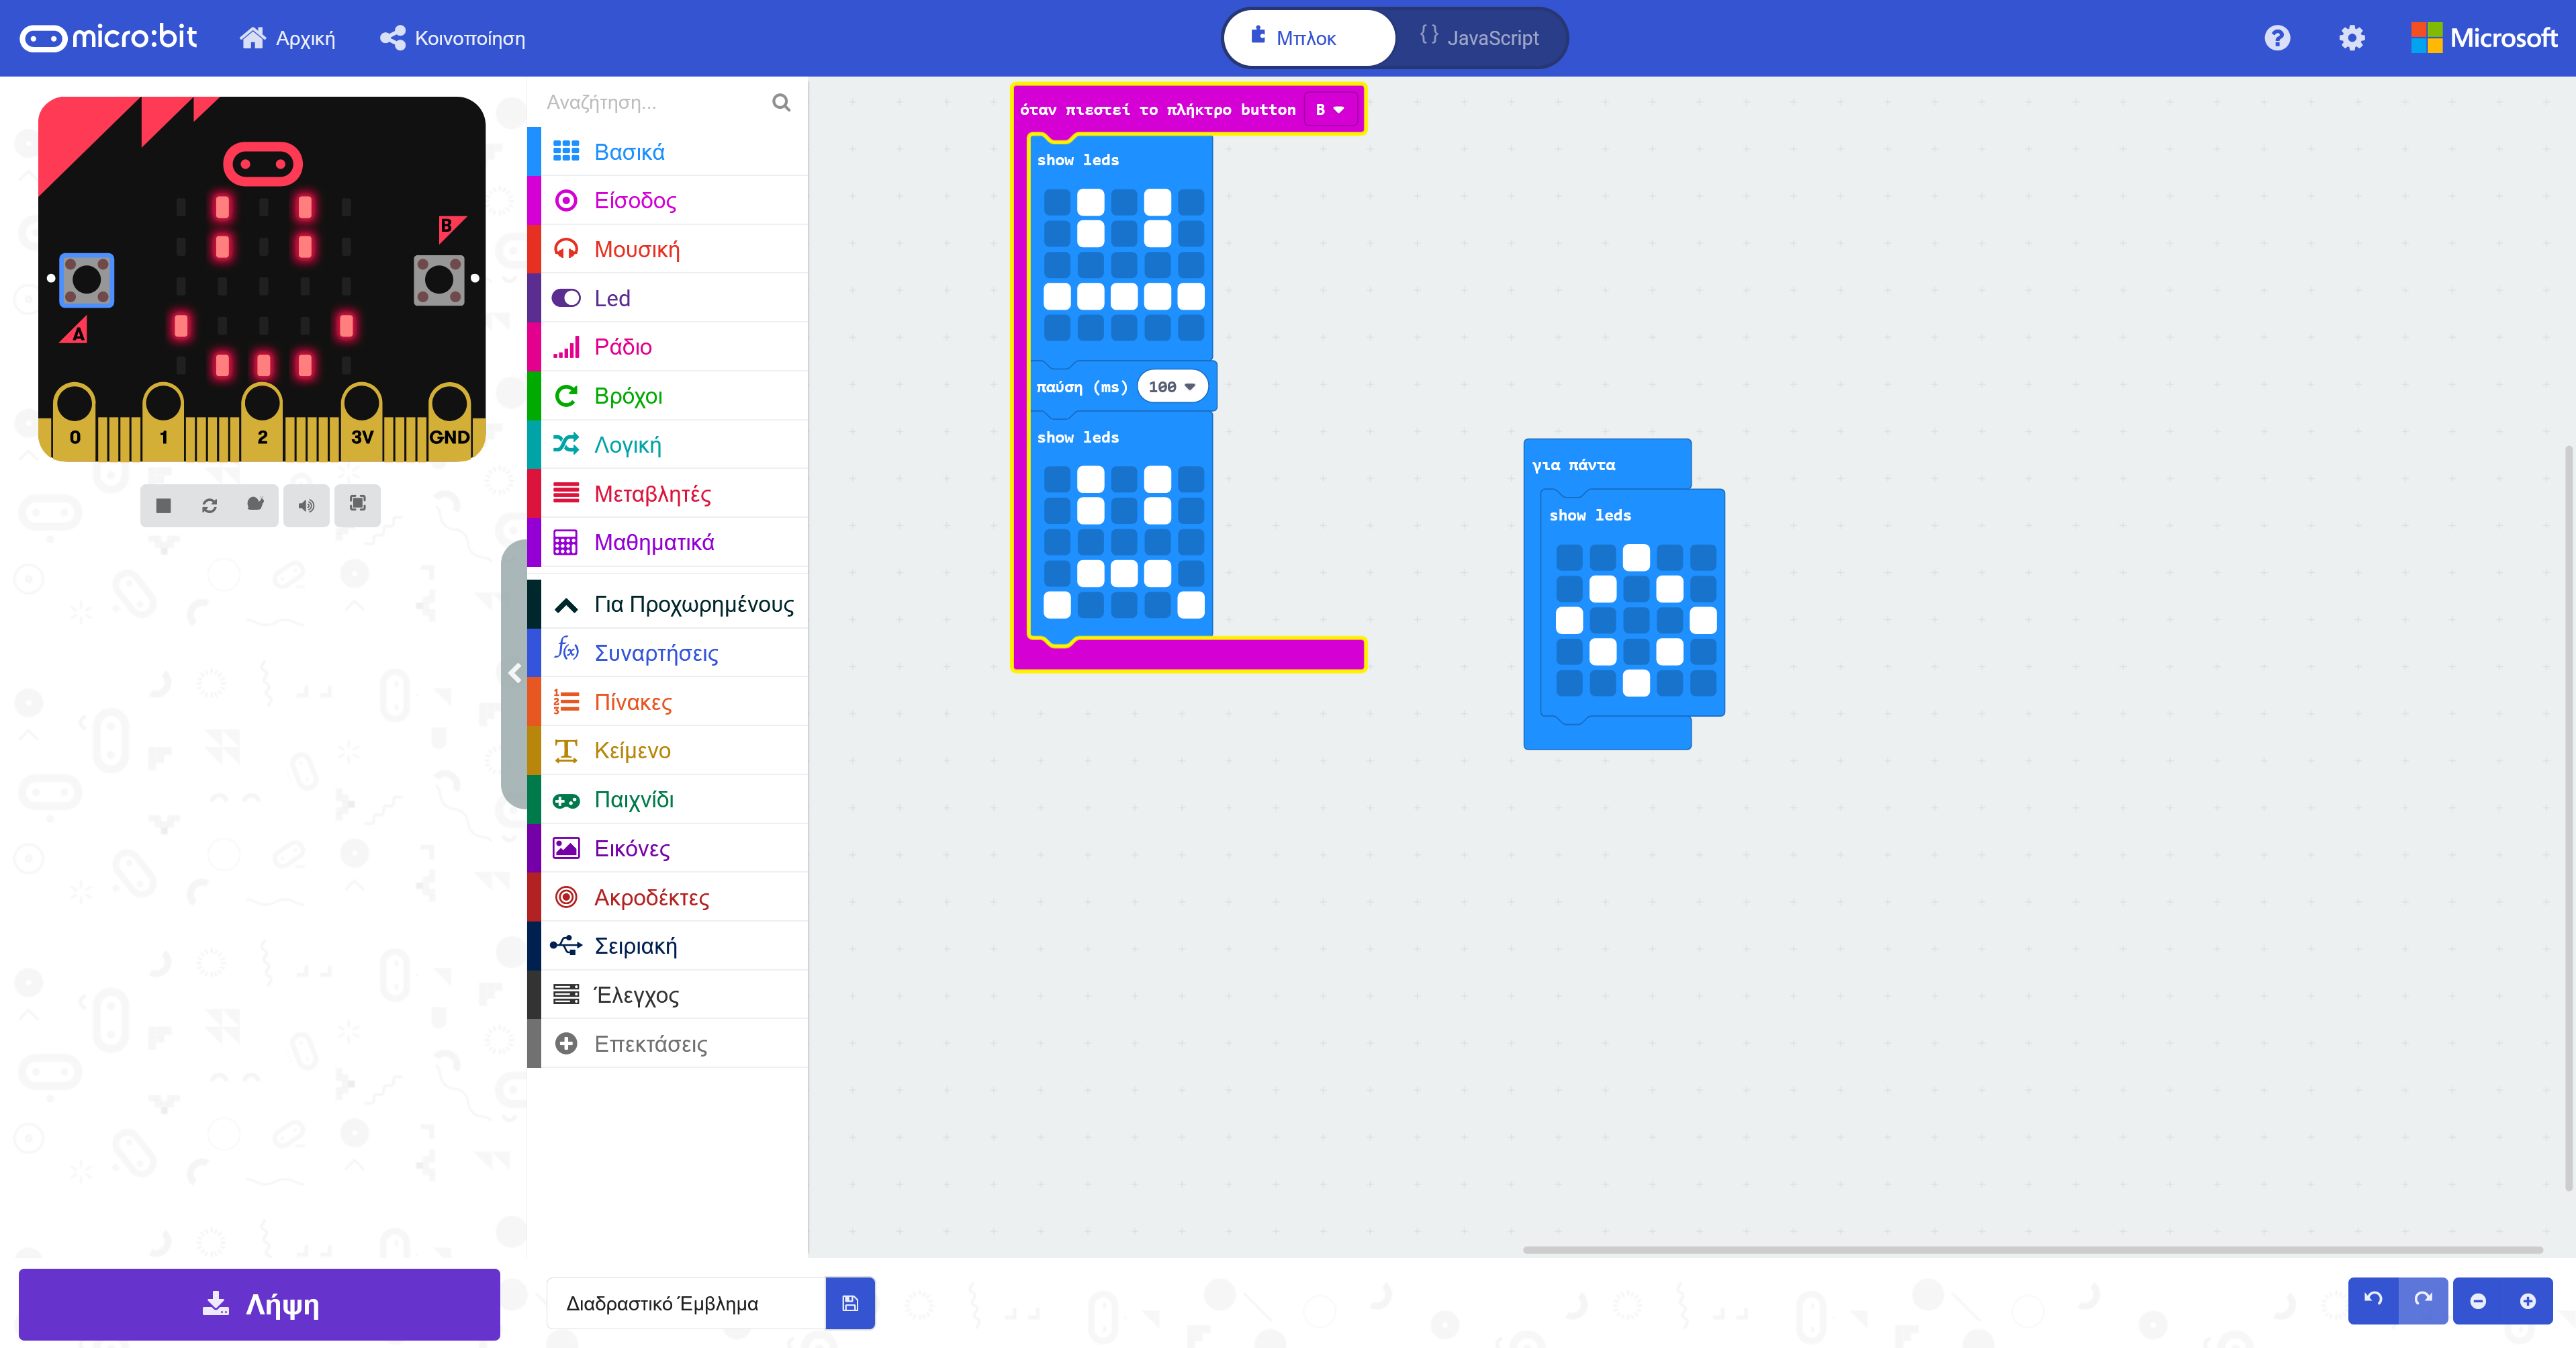 micro:bit
Αρχική
Κοινοποίηση
Μπλοκ
{} JavaScript
?
Microsoft
B
A
0 1 2 3V GND
Αναζήτηση...
Βασικά
Είσοδος
Μουσική
Led
Ράδιο
Βρόχοι
Λογική
Μεταβλητές
Μαθηματικά
Για Προχωρημένους
f(x) Συναρτήσεις
Πίνακες
Κείμενο
Παιχνίδι
Εικόνες
Ακροδέκτες
Σειριακή
Έλεγχος
Επεκτάσεις
όταν πιεστεί το πλήκτρο button B
show leds
παύση (ms) 100
show leds
για πάντα
show leds
Λήψη
Διαδραστικό Έμβλημα